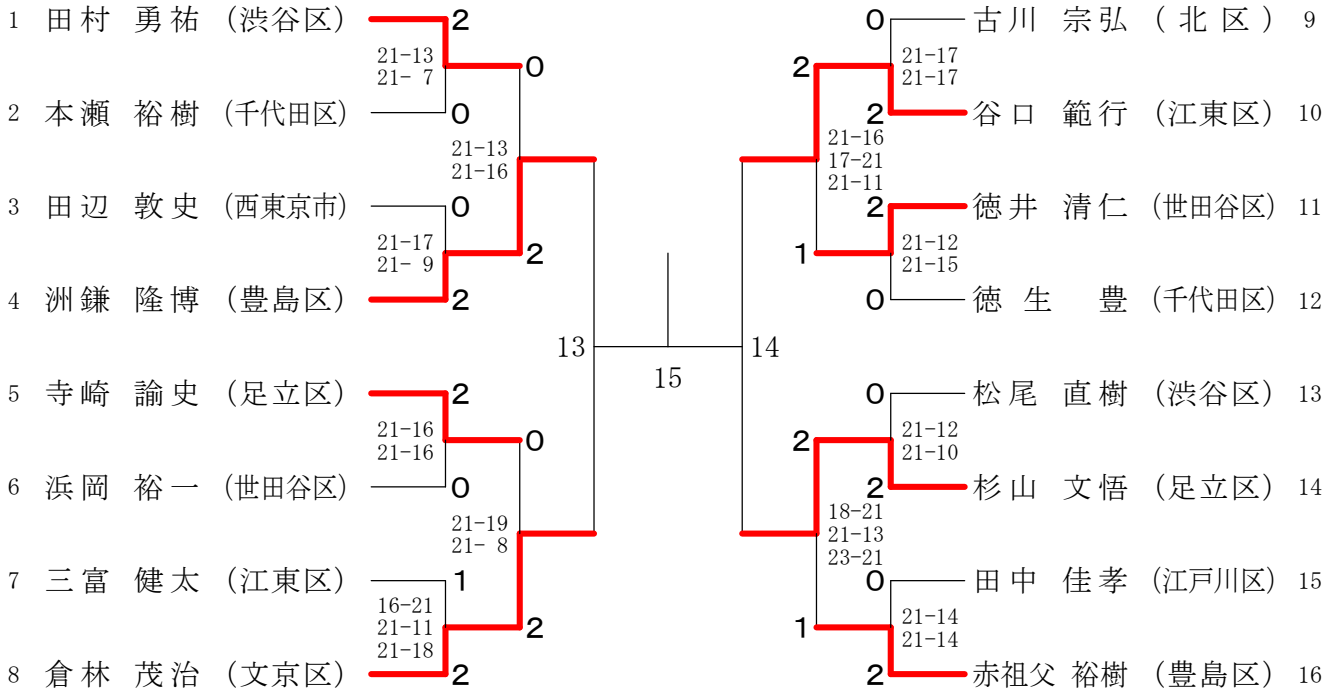 1 田村 勇祐 (渋谷区) 2
21-13
21- 7
0
2 本瀬 裕樹 (千代田区) 0
21-13
21-16
3 田辺 敦史 (西東京市) 0
21-17
21- 9
2
4 洲鎌 隆博 (豊島区) 2
13
5 寺崎 諭史 (足立区) 2
21-16
21-16
0
6 浜岡 裕一 (世田谷区) 0
21-19
21- 8
7 三富 健太 (江東区) 1
16-21
21-11
21-18
2
8 倉林 茂治 (文京区) 2
15
0 古川 宗弘 (北区) 9
21-17
21-17
2
2 谷口 範行 (江東区) 10
21-16
17-21
21-11
2 徳井 清仁 (世田谷区) 11
21-12
21-15
1
0 徳生 豊 (千代田区) 12
14
0 松尾 直樹 (渋谷区) 13
21-12
21-10
2
2 杉山 文悟 (足立区) 14
18-21
21-13
23-21
0 田中 佳孝 (江戸川区) 15
21-14
21-14
1
2 赤祖父 裕樹 (豊島区) 16